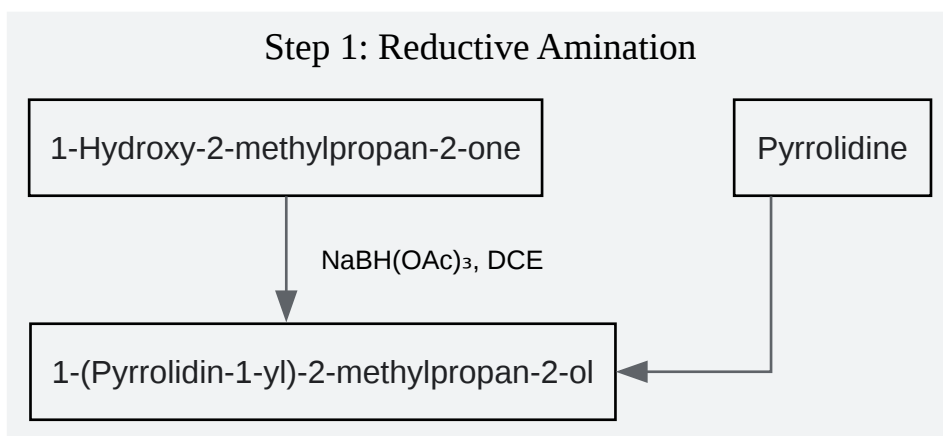 Step 1: Reductive Amination
1-Hydroxy-2-methylpropan-2-one
Pyrrolidine
NaBH(OAc)₃, DCE
1-(Pyrrolidin-1-yl)-2-methylpropan-2-ol